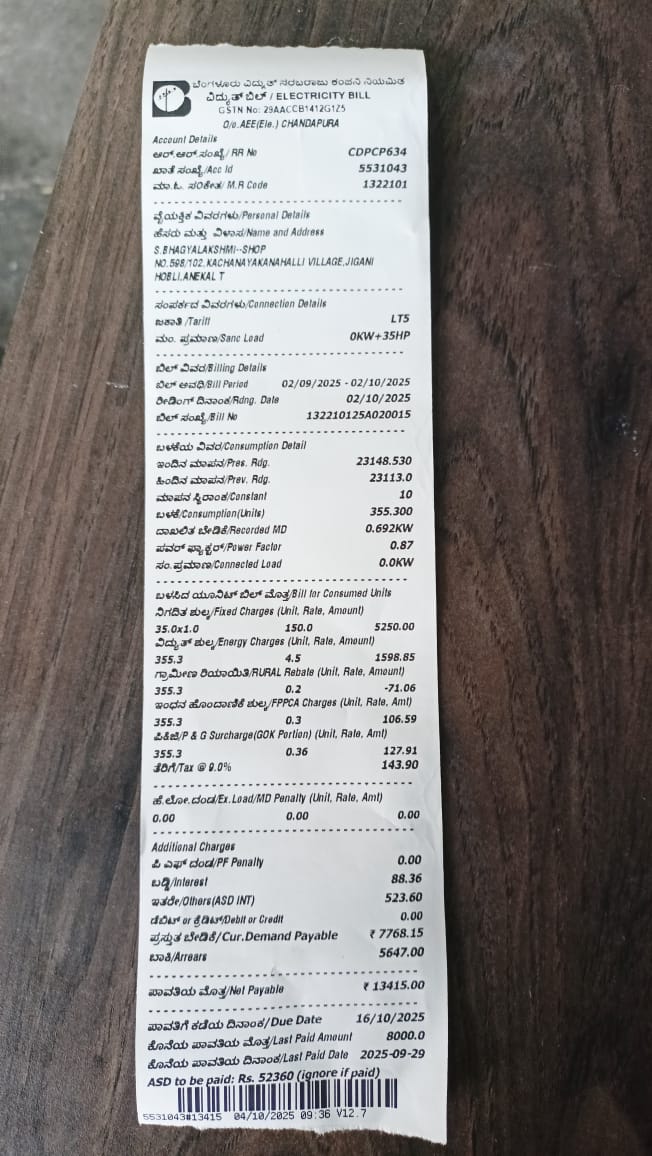 ಬೆಂಗಳೂರು ವಿದ್ಯುತ್ ಸರಬರಾಜು ಕಂಪನಿ ನಿಯಮಿತ
ವಿದ್ಯುತ್ ಬಿಲ್ / ELECTRICITY BILL
GSTN No: 29AACCB1412G1Z5
O/o.AEE(Ele.) CHANDAPURA
Account Details
ಆರ್.ಆರ್.ಸಂಖ್ಯೆ/ RR No CDPCP634
ಖಾತೆ ಸಂಖ್ಯೆ/Acc Id 5531043
ಮಾ.ಓ. ಸಂಕೇತ/ M.R Code 1322101
ವೈಯಕ್ತಿಕ ವಿವರಗಳು/Personal Details
ಹೆಸರು ಮತ್ತು ವಿಳಾಸ/Name and Address
S.BHAGYALAKSHMI--SHOP
NO.598/102.KACHANAYAKANAHALLI VILLAGE,JIGANI
HOBLI,ANEKAL T
ಸಂಪರ್ಕದ ವಿವರಗಳು/Connection Details
ಜಕಾತಿ /Tariff LT5
ಮಂ. ಪ್ರಮಾಣ/Sanc Load 0KW+35HP
ಬಿಲ್ ವಿವರ/Billing Details
ಬಿಲ್ ಅವಧಿ/Bill Period 02/09/2025 - 02/10/2025
ರೀಡಿಂಗ್ ದಿನಾಂಕ/Rdng. Date 02/10/2025
ಬಿಲ್ ಸಂಖ್ಯೆ/Bill No 132210125A020015
ಬಳಕೆಯ ವಿವರ/Consumption Detail
ಇಂದಿನ ಮಾಪನ/Pres. Rdg. 23148.530
ಹಿಂದಿನ ಮಾಪನ/Prev. Rdg. 23113.0
ಮಾಪನ ಸ್ಥಿರಾಂಕ/Constant 10
ಬಳಕೆ/Consumption(Units) 355.300
ದಾಖಲಿತ ಬೇಡಿಕೆ/Recorded MD 0.692KW
ಪವರ್ ಫ್ಯಾಕ್ಟರ್/Power Factor 0.87
ಸಂ.ಪ್ರಮಾಣ/Connected Load 0.0KW
ಬಳಸಿದ ಯೂನಿಟ್ ಬಿಲ್ ಮೊತ್ತ/Bill for Consumed Units
ನಿಗದಿತ ಶುಲ್ಕ/Fixed Charges (Unit, Rate, Amount)
35.0x1.0 150.0 5250.00
ವಿದ್ಯುತ್ ಶುಲ್ಕ/Energy Charges (Unit, Rate, Amount)
355.3 4.5 1598.85
ಗ್ರಾಮೀಣ ರಿಯಾಯಿತಿ/RURAL Rebate (Unit, Rate, Amount)
355.3 0.2 -71.06
ಇಂಧನ ಹೊಂದಾಣಿಕೆ ಶುಲ್ಕ/FPPCA Charges (Unit, Rate, Amt)
355.3 0.3 106.59
ಪಿ&ಜಿ/P & G Surcharge(GOK Portion) (Unit, Rate, Amt)
355.3 0.36 127.91
ತೆರಿಗೆ/Tax @ 9.0% 143.90
ಹೆ.ಲೋ.ದಂಡ/Ex.Load/MD Penalty (Unit, Rate, Amt)
0.00 0.00 0.00
Additional Charges
ಪಿ ಎಫ್ ದಂಡ/PF Penalty 0.00
ಬಡ್ಡಿ/Interest 88.36
ಇತರೇ/Others(ASD INT) 523.60
ಡೆಬಿಟ್ or ಕ್ರೆಡಿಟ್/Debit or Credit 0.00
ಪ್ರಸ್ತುತ ಬೇಡಿಕೆ/Cur.Demand Payable ₹ 7768.15
ಬಾಕಿ/Arrears 5647.00
ಪಾವತಿಯ ಮೊತ್ತ/Net Payable ₹ 13415.00
ಪಾವತಿಗೆ ಕಡೆಯ ದಿನಾಂಕ/Due Date 16/10/2025
ಕೊನೆಯ ಪಾವತಿಯ ಮೊತ್ತ/Last Paid Amount 8000.0
ಕೊನೆಯ ಪಾವತಿಯ ದಿನಾಂಕ/Last Paid Date 2025-09-29
ASD to be paid: Rs. 52360 (ignore if paid)
5531043#13415 04/10/2025 09:36 V12.7